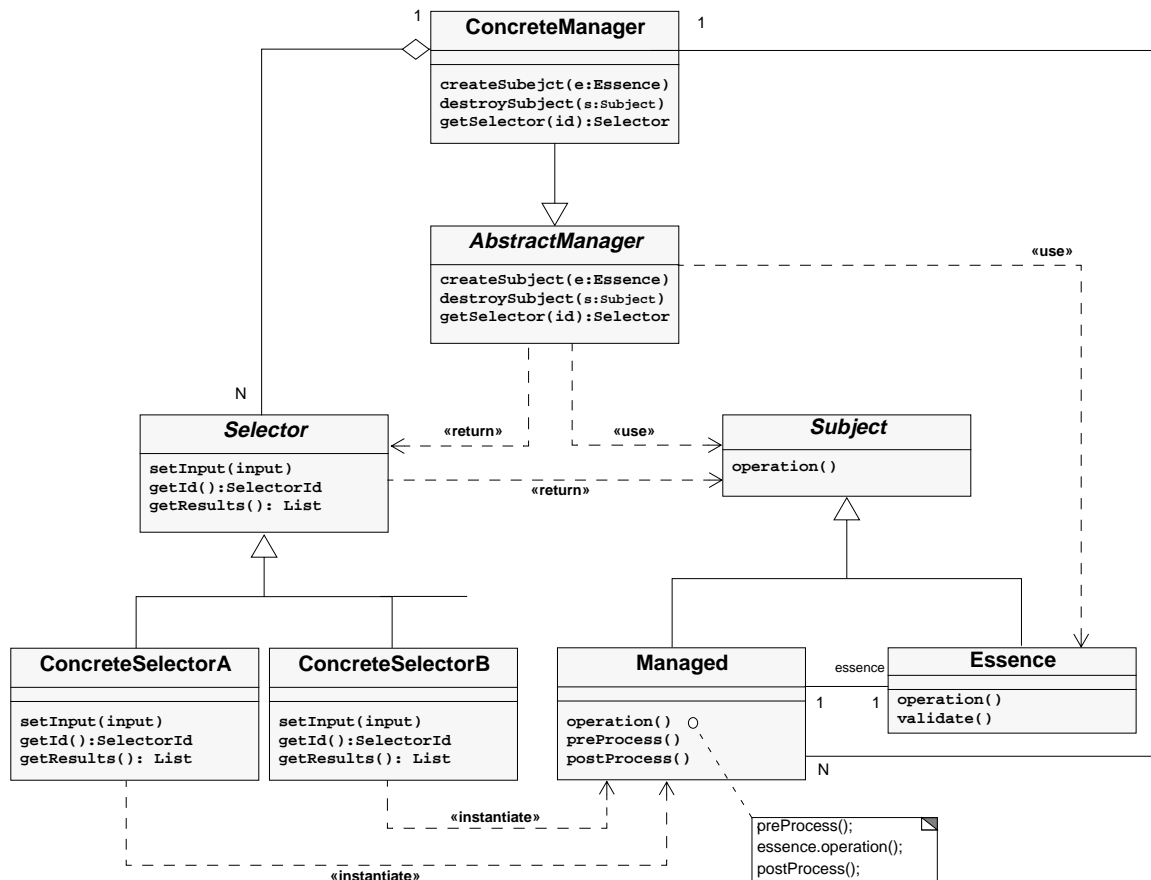 1
ConcreteManager
1
createSubejct(e:Essence)
destroySubject(s:Subject)
getSelector(id):Selector
AbstractManager
«use»
createSubject(e:Essence)
destroySubject(s:Subject)
getSelector(id):Selector
N
Selector
«return»
«use»
Subject
setInput(input)
getId():SelectorId
getResults(): List
operation()
«return»
ConcreteSelectorA
setInput(input)
getId():SelectorId
getResults(): List
ConcreteSelectorB
setInput(input)
getId():SelectorId
getResults(): List
Managed
operation()
preProcess()
postProcess()
essence
1
1
Essence
operation()
validate()
N
«instantiate»
«instantiate»
preProcess();
essence.operation();
postProcess();